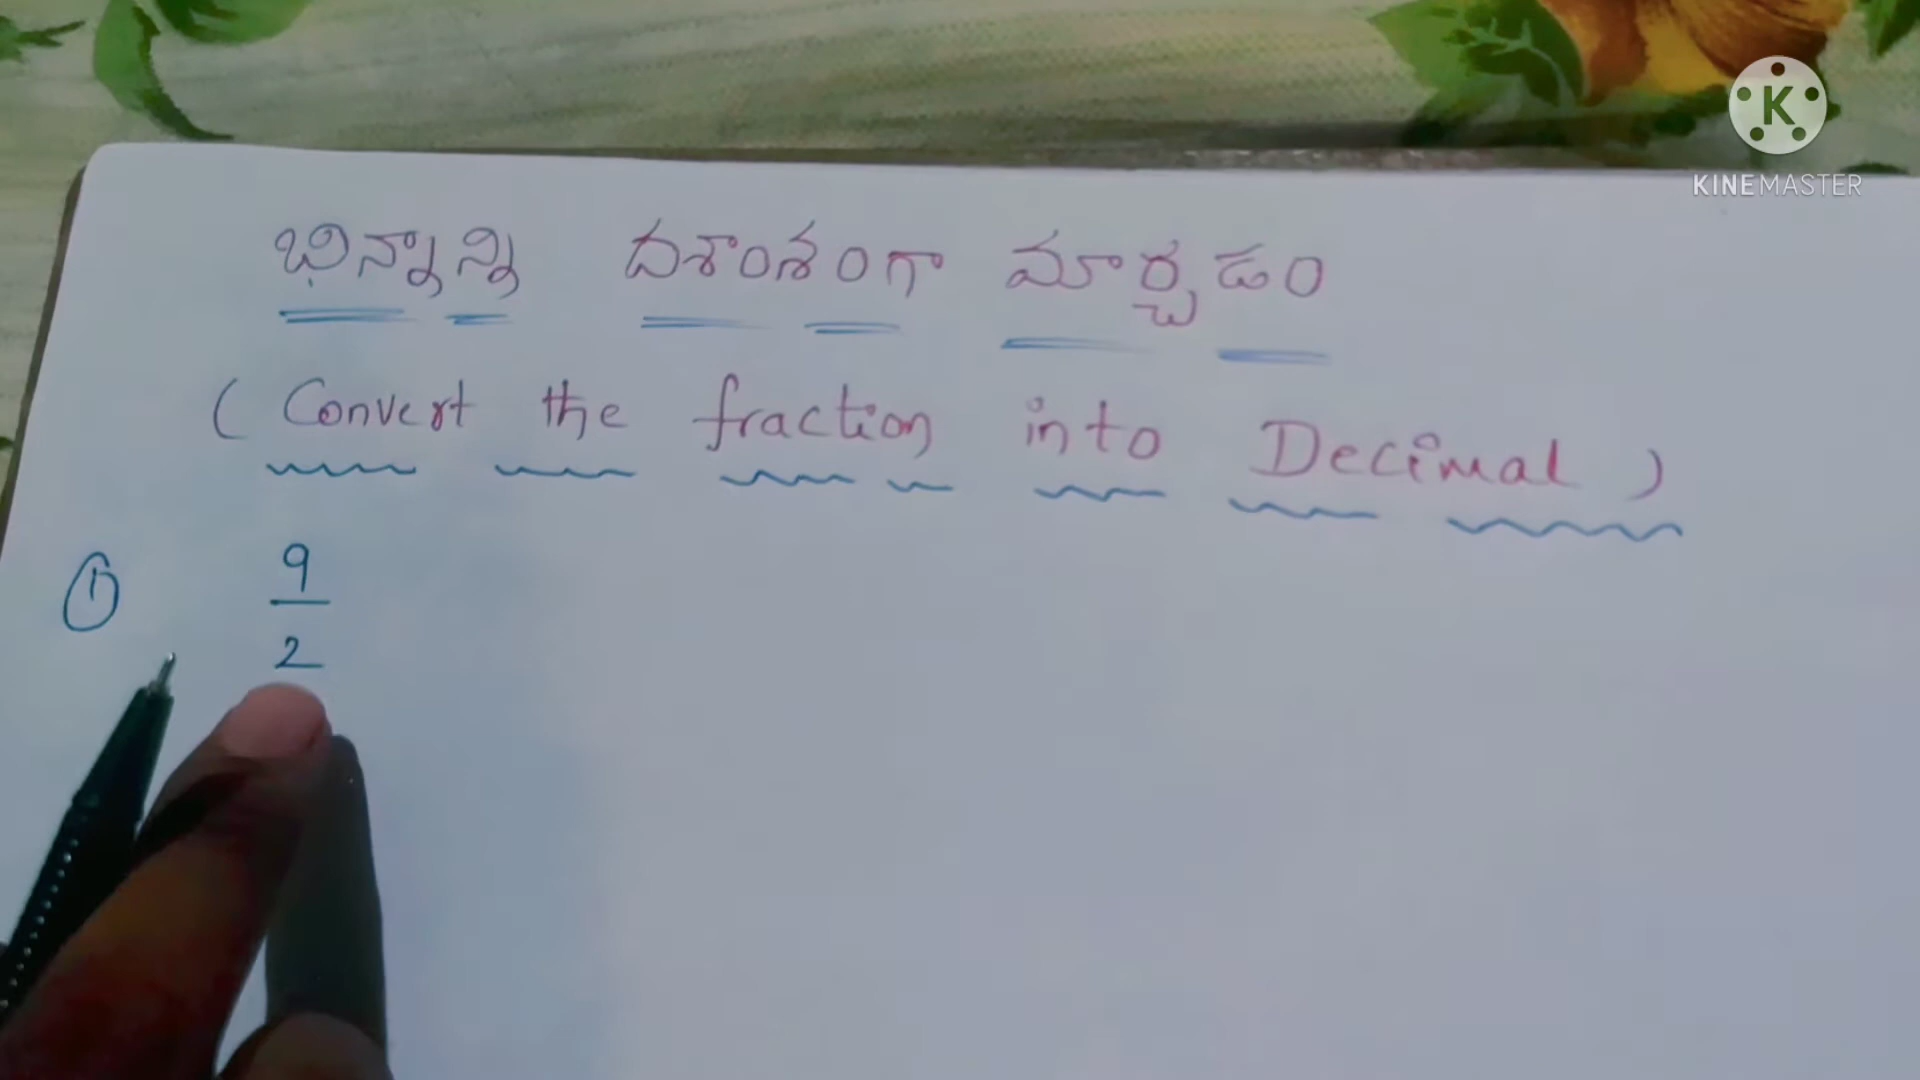 KINEMASTER
భిన్నాన్ని దశాంశంగా మార్చడం
( Convert the fraction into Decimal )
① 9/2